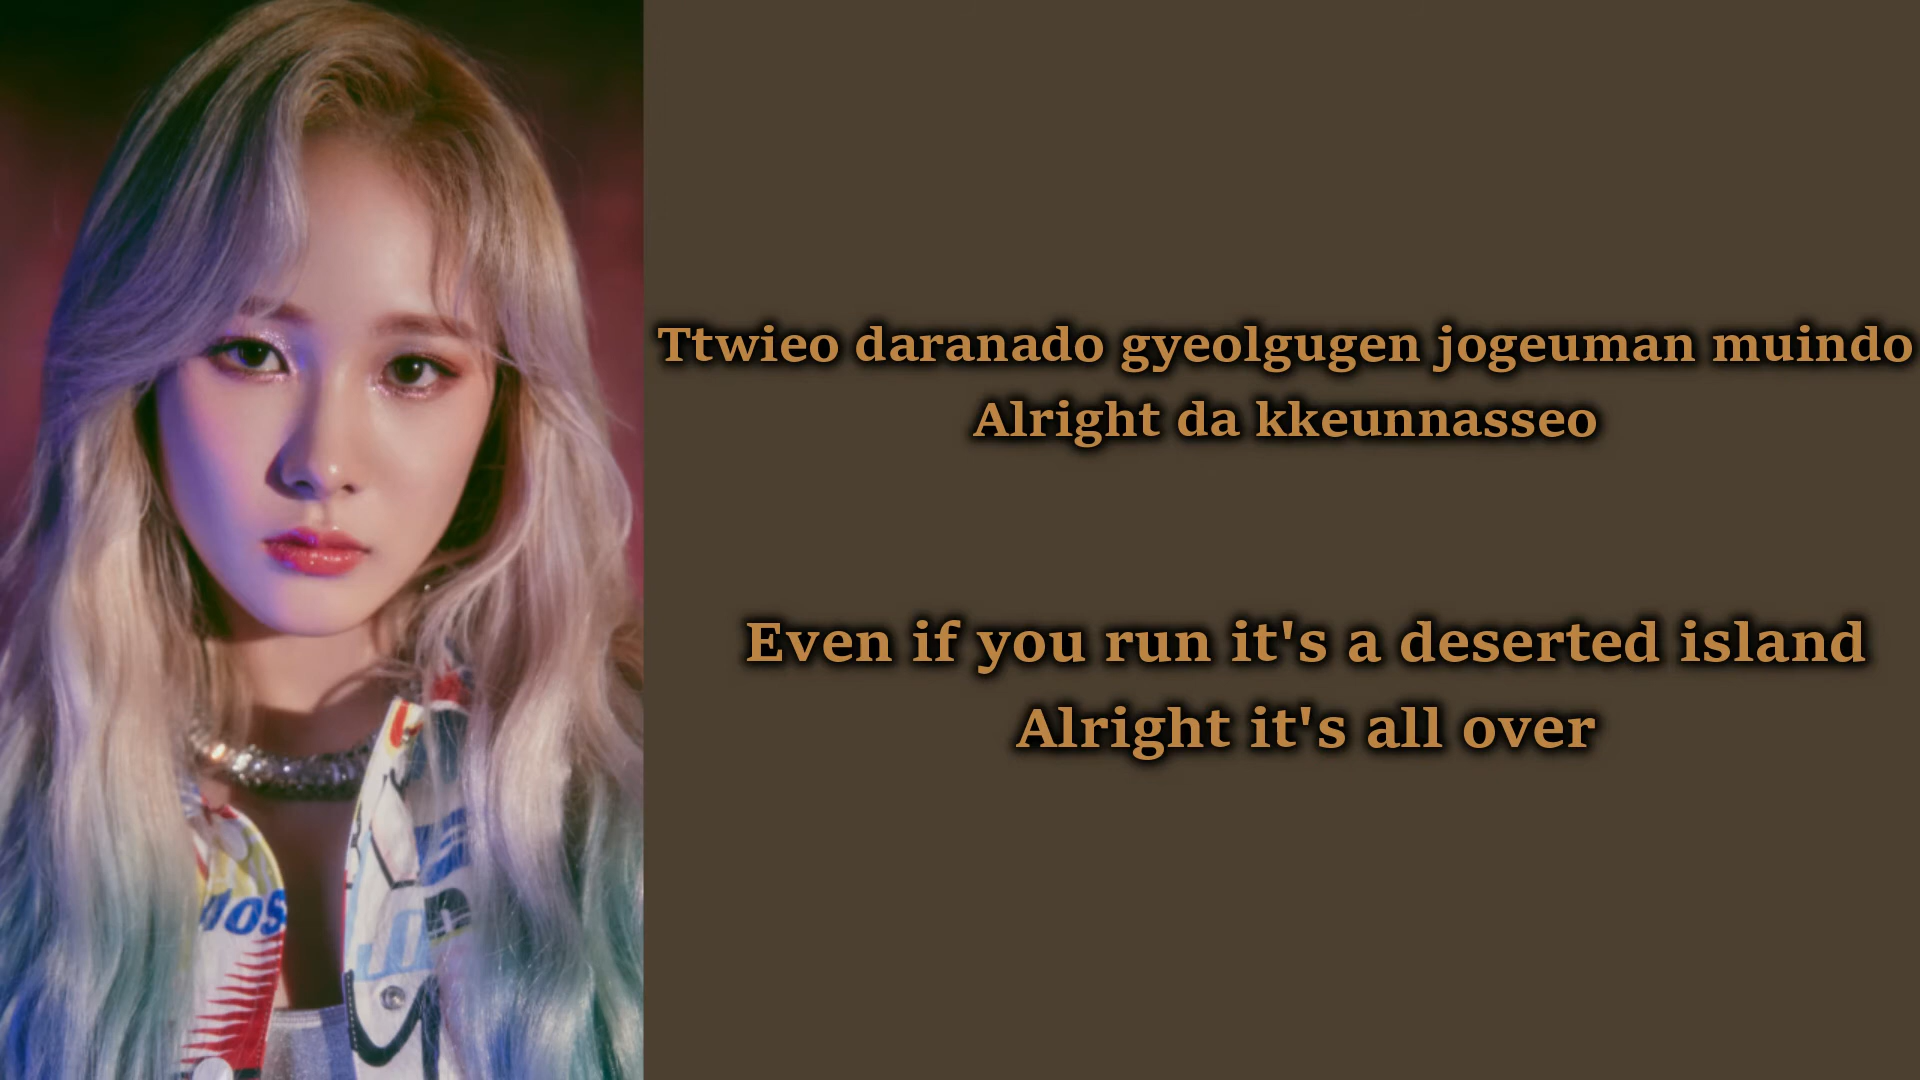 Ttwieo daranado gyeolgugen jogeuman muindo
Alright da kkeunnasseo
Even if you run it's a deserted island
Alright it's all over